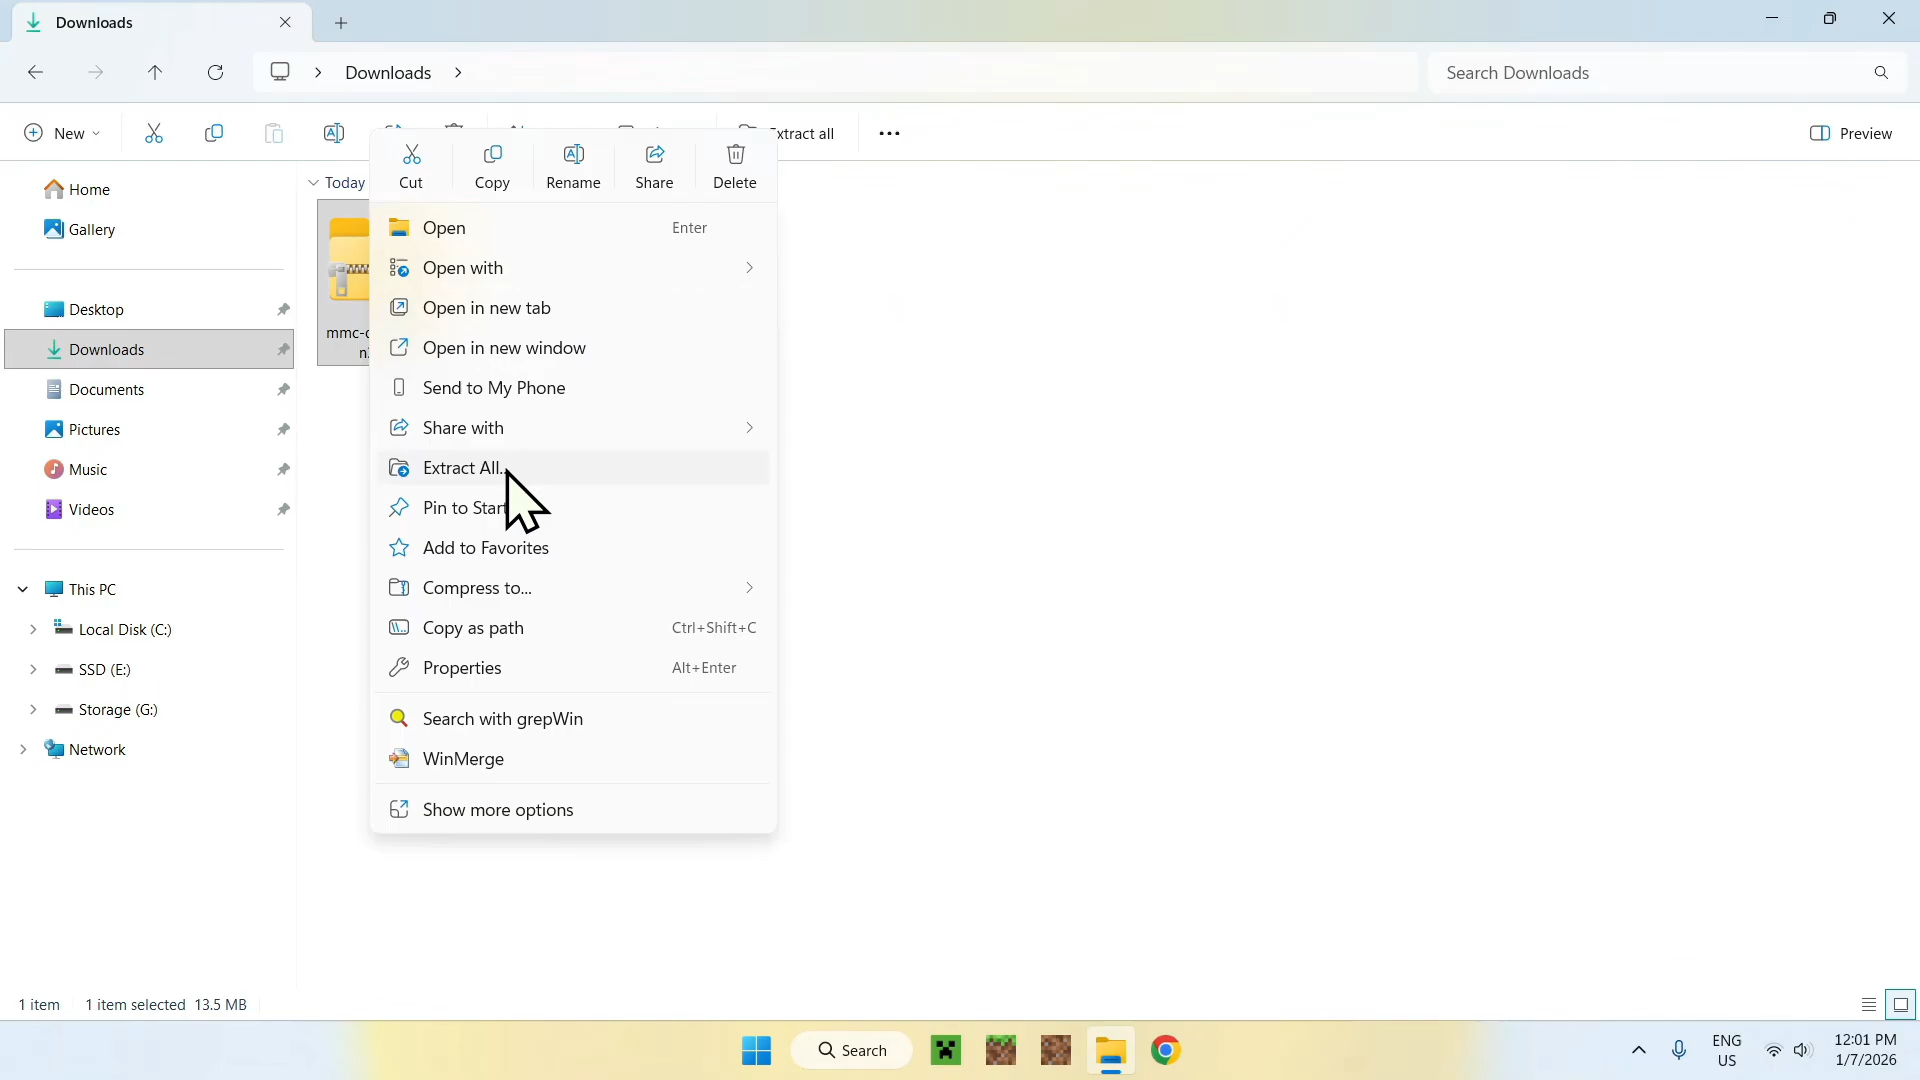 Downloads
Downloads
Search Downloads
New
Extract all
Preview
Home
Gallery
Desktop
Downloads
Documents
Pictures
Music
Videos
This PC
Local Disk (C:)
SSD (E:)
Storage (G:)
Network
Today
mmc-
Cut
Copy
Rename
Share
Delete
Open Enter
Open with
Open in new tab
Open in new window
Send to My Phone
Share with
Extract All...
Pin to Start
Add to Favorites
Compress to...
Copy as path Ctrl+Shift+C
Properties Alt+Enter
Search with grepWin
WinMerge
Show more options
1 item 1 item selected 13.5 MB
Search
ENG
US
12:01 PM
1/7/2026